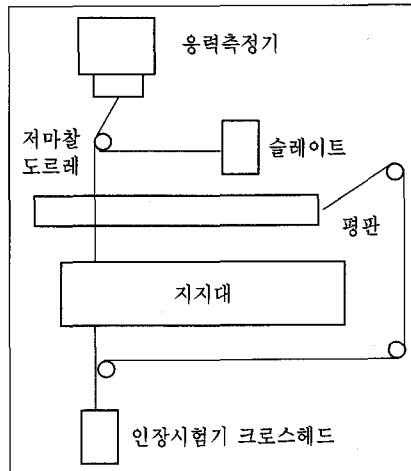 응력측정기
저마찰
도르레
슬레이트
평판
지지대
인장시험기 크로스헤드